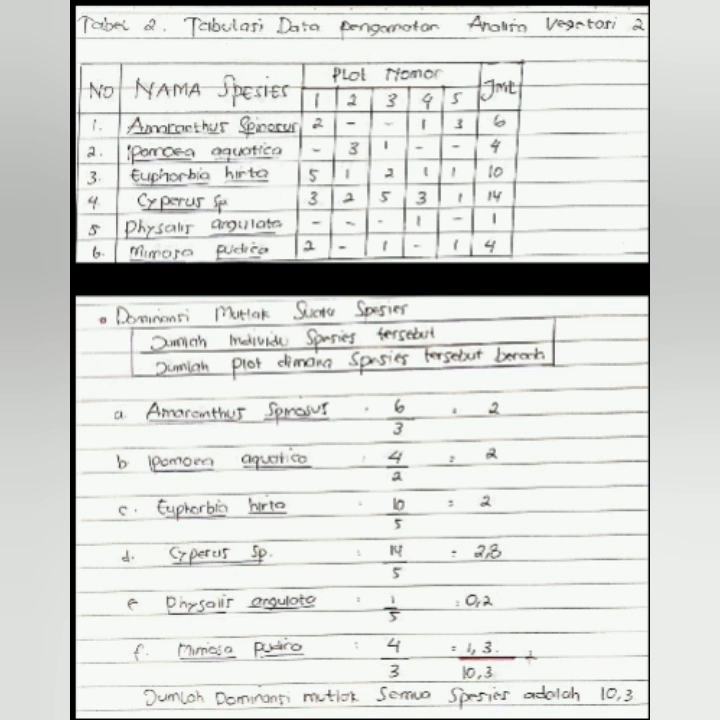 Tabel 2. Tabulasi Data Pengamatan Analisa Vegetasi 2
NO NAMA SPESIES Plot Nomor Jml
1 2 3 4 5
1. Amaranthus Spinosus 2 - - 1 3 6
2. Ipomoea aquatica - 3 1 - - 4
3. Euphorbia hirta 5 1 2 1 1 10
4. Cyperus Sp 3 2 5 3 1 14
5 Physalis angulata - - - 1 - 1
6. Mimosa pudica 2 - 1 - 1 4
• Dominansi Mutlak Suatu Spesies
Jumlah Individu Spesies tersebut
Jumlah Plot dimana Spesies tersebut berada
a. Amaranthus Spinosus : 6/3 = 2
b Ipomoea aquatica : 4/2 = 2
c. Euphorbia hirta : 10/5 = 2
d. Cyperus Sp. : 14/5 = 2,8
e Physalis angulata : 1/5 = 0,2
f. Mimosa Pudica : 4/3 = 1,3. +
10,3
Jumlah Dominansi mutlak Semua Spesies adalah 10,3